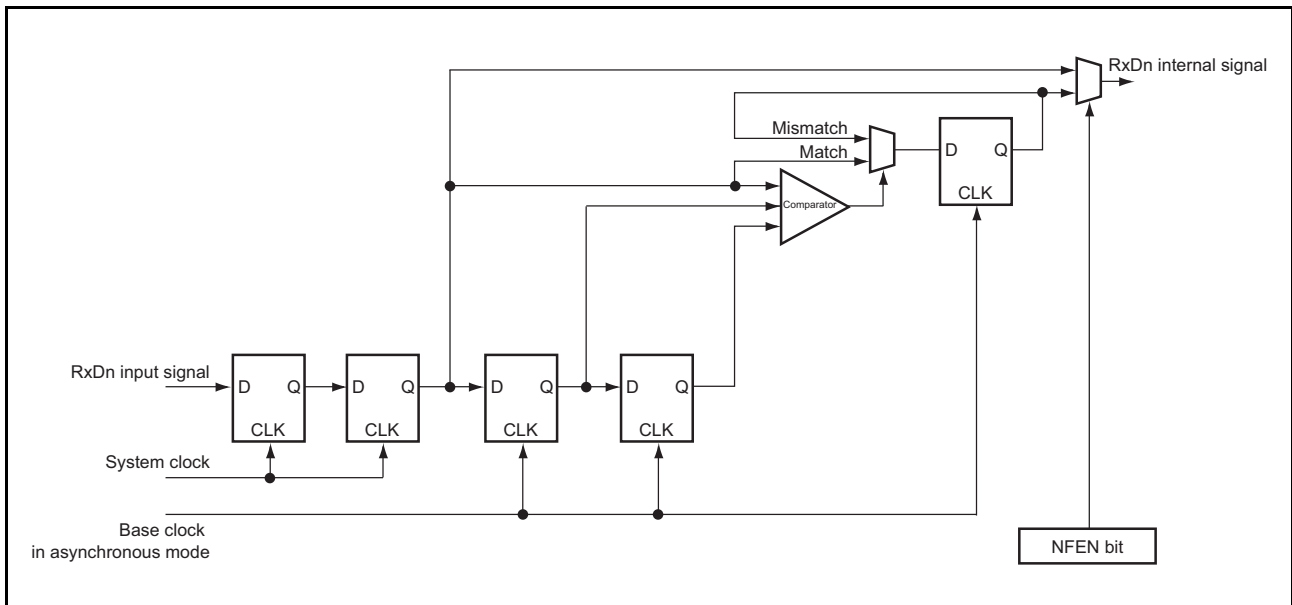 RxDn internal signal
Mismatch
Match
D Q
CLK
Comparator
RxDn input signal
D Q
CLK
D Q
CLK
D Q
CLK
D Q
CLK
System clock
Base clock
in asynchronous mode
NFEN bit